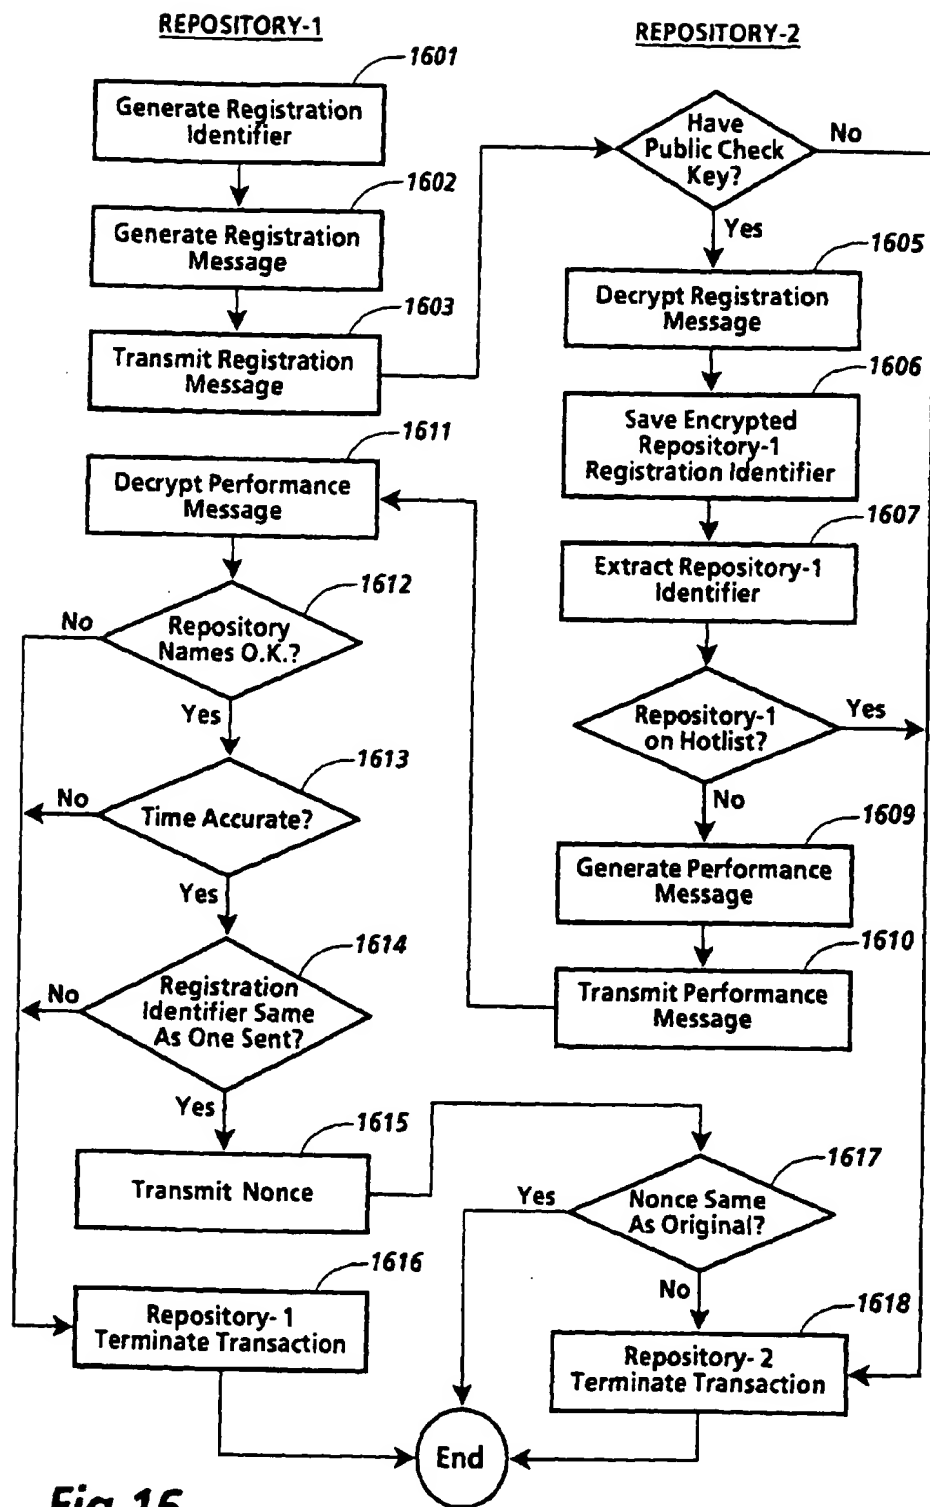 REPOSITORY-1
1601
Generate Registration
Identifier
1602
Generate Registration
Message
1603
Transmit Registration
Message
1611
Decrypt Performance
Message
1612
No
Repository
Names O.K.?
Yes
1613
No
Time Accurate?
Yes
1614
No
Registration
Identifier Same
As One Sent?
Yes
1615
Transmit Nonce
1616
Repository- 1
Terminate Transaction
REPOSITORY-2
Have
Public Check
Key?
No
Yes
1605
Decrypt Registration
Message
1606
Save Encrypted
Repository-1
Registration Identifier
1607
Extract Repository-1
Identifier
Repository-1
on Hotlist?
Yes
No
1609
Generate Performance
Message
1610
Transmit Performance
Message
1617
Yes
Nonce Same
As Original?
No
1618
Repository- 2
Terminate Transaction
End
Fig.16